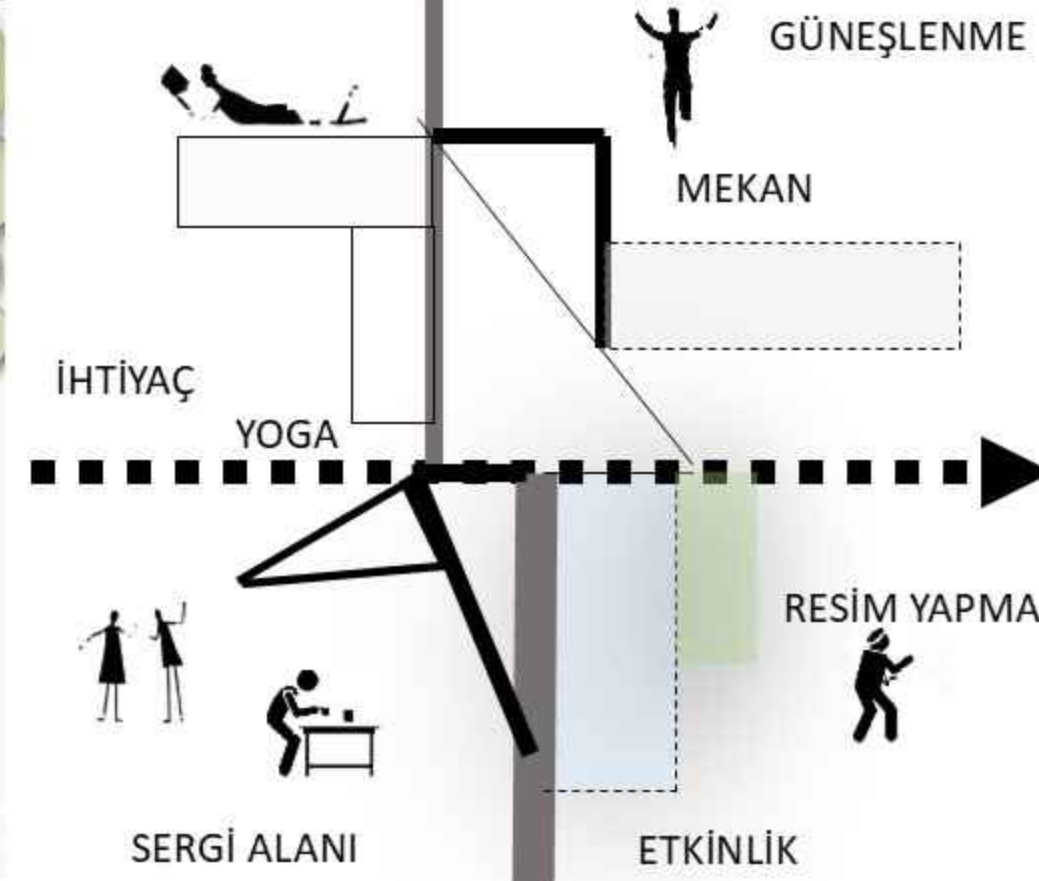 GÜNEŞLENME
MEKAN
İHTİYAÇ
YOGA
RESİM YAPMA
SERGİ ALANI
ETKİNLİK